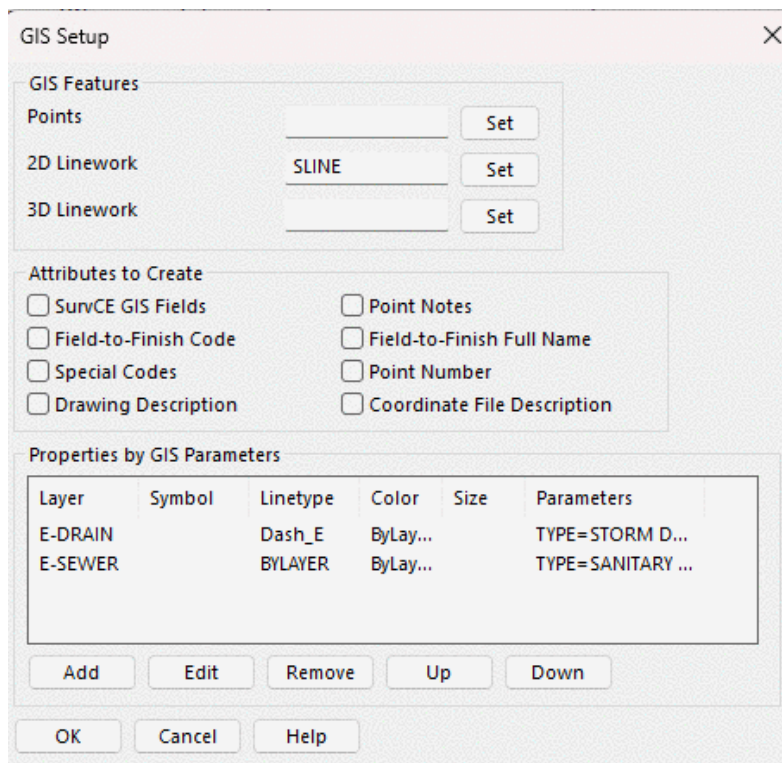 GIS Setup
GIS Features
Points Set
2D Linework SLINE Set
3D Linework Set
Attributes to Create
SurvCE GIS Fields Point Notes
Field-to-Finish Code Field-to-Finish Full Name
Special Codes Point Number
Drawing Description Coordinate File Description
Properties by GIS Parameters
Layer Symbol Linetype Color Size Parameters
E-DRAIN Dash_E ByLay... TYPE=STORM D...
E-SEWER BYLAYER ByLay... TYPE=SANITARY ...
Add Edit Remove Up Down
OK Cancel Help